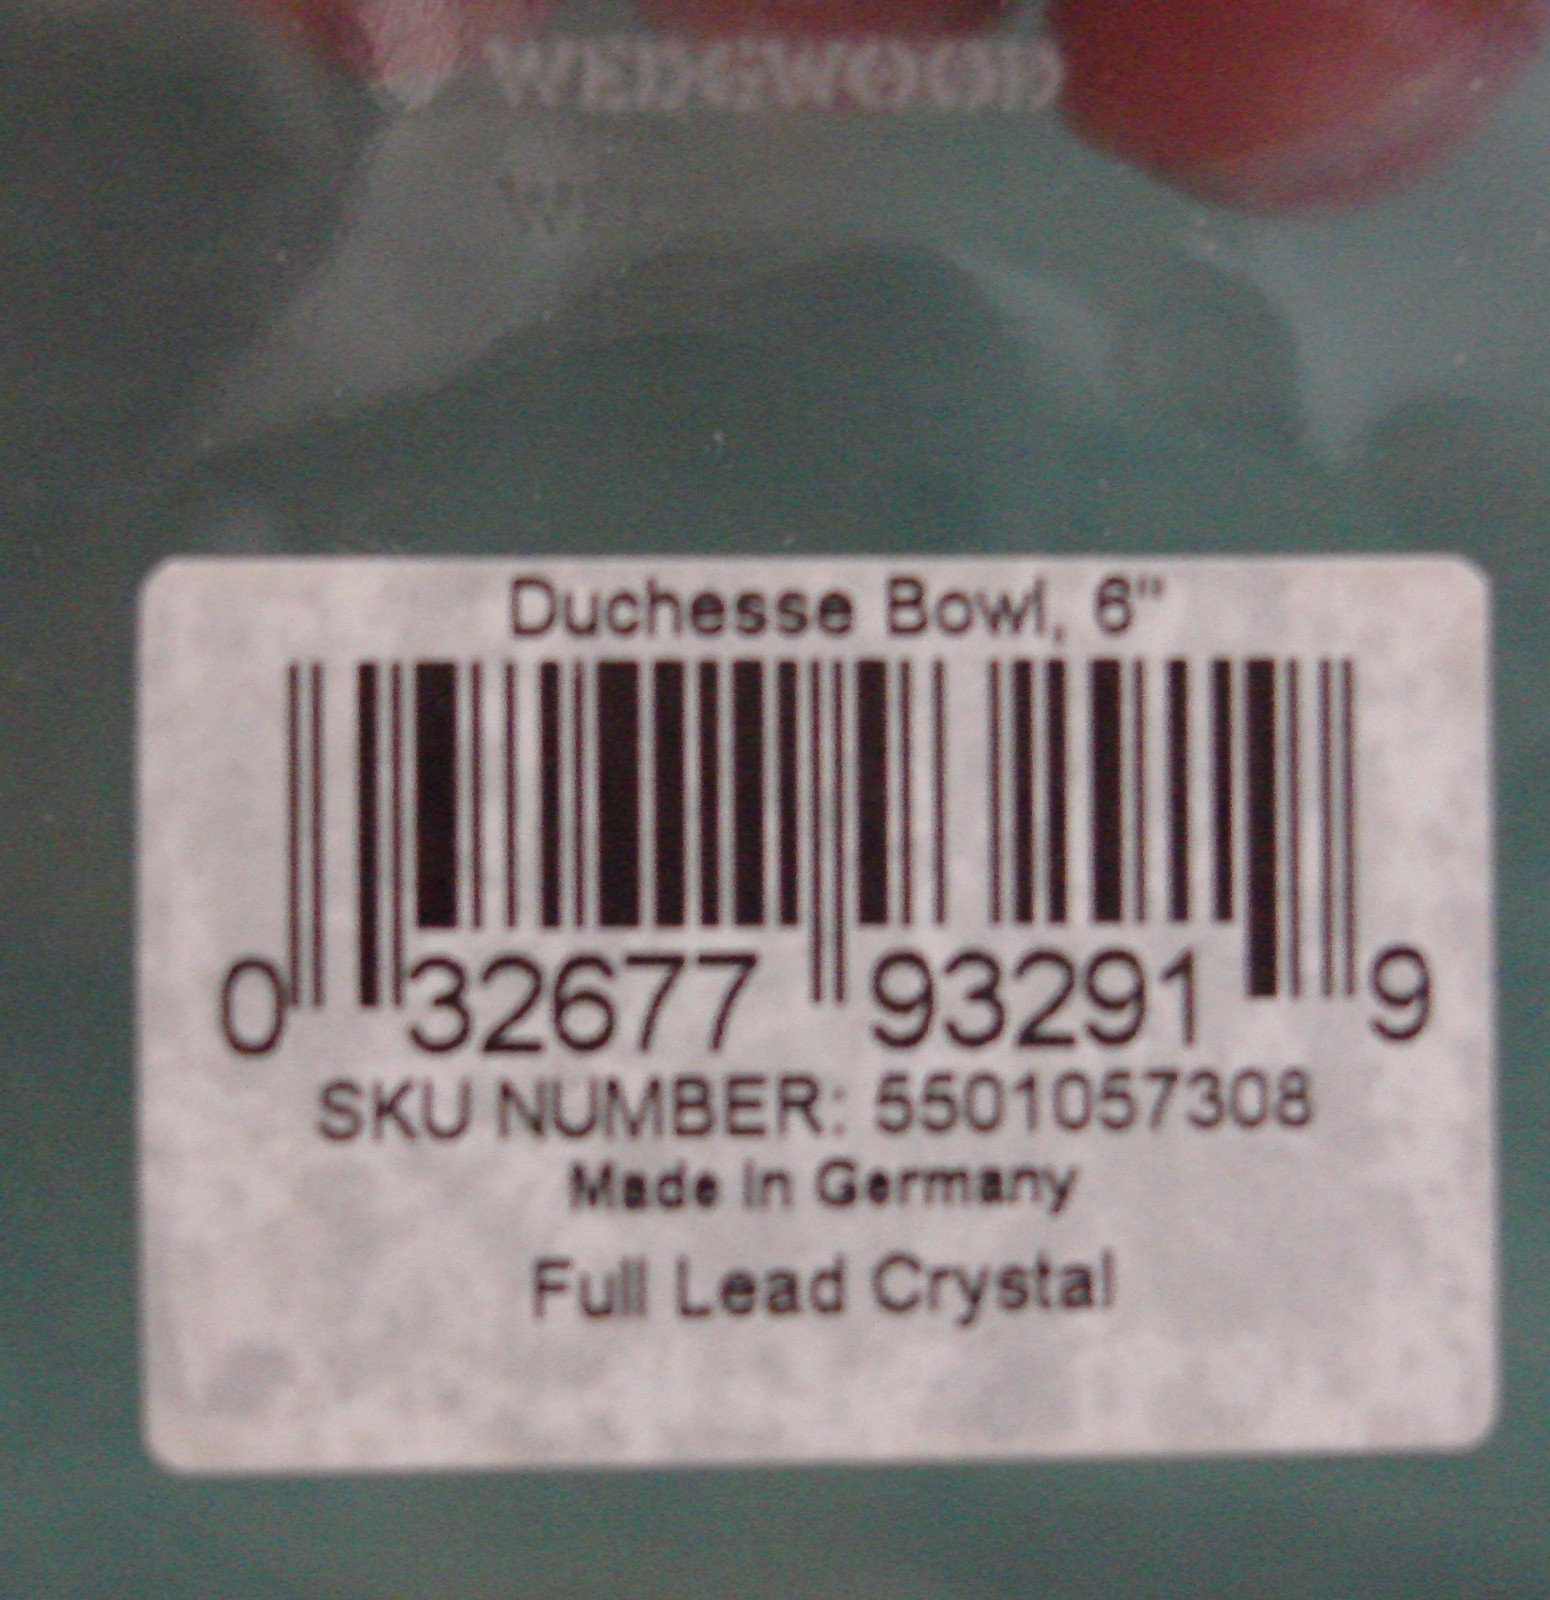 WEDGWOOD
W
Duchesse Bowl, 6"
0 32677 93291 9
SKU NUMBER: 5501057308
Made In Germany
Full Lead Crystal